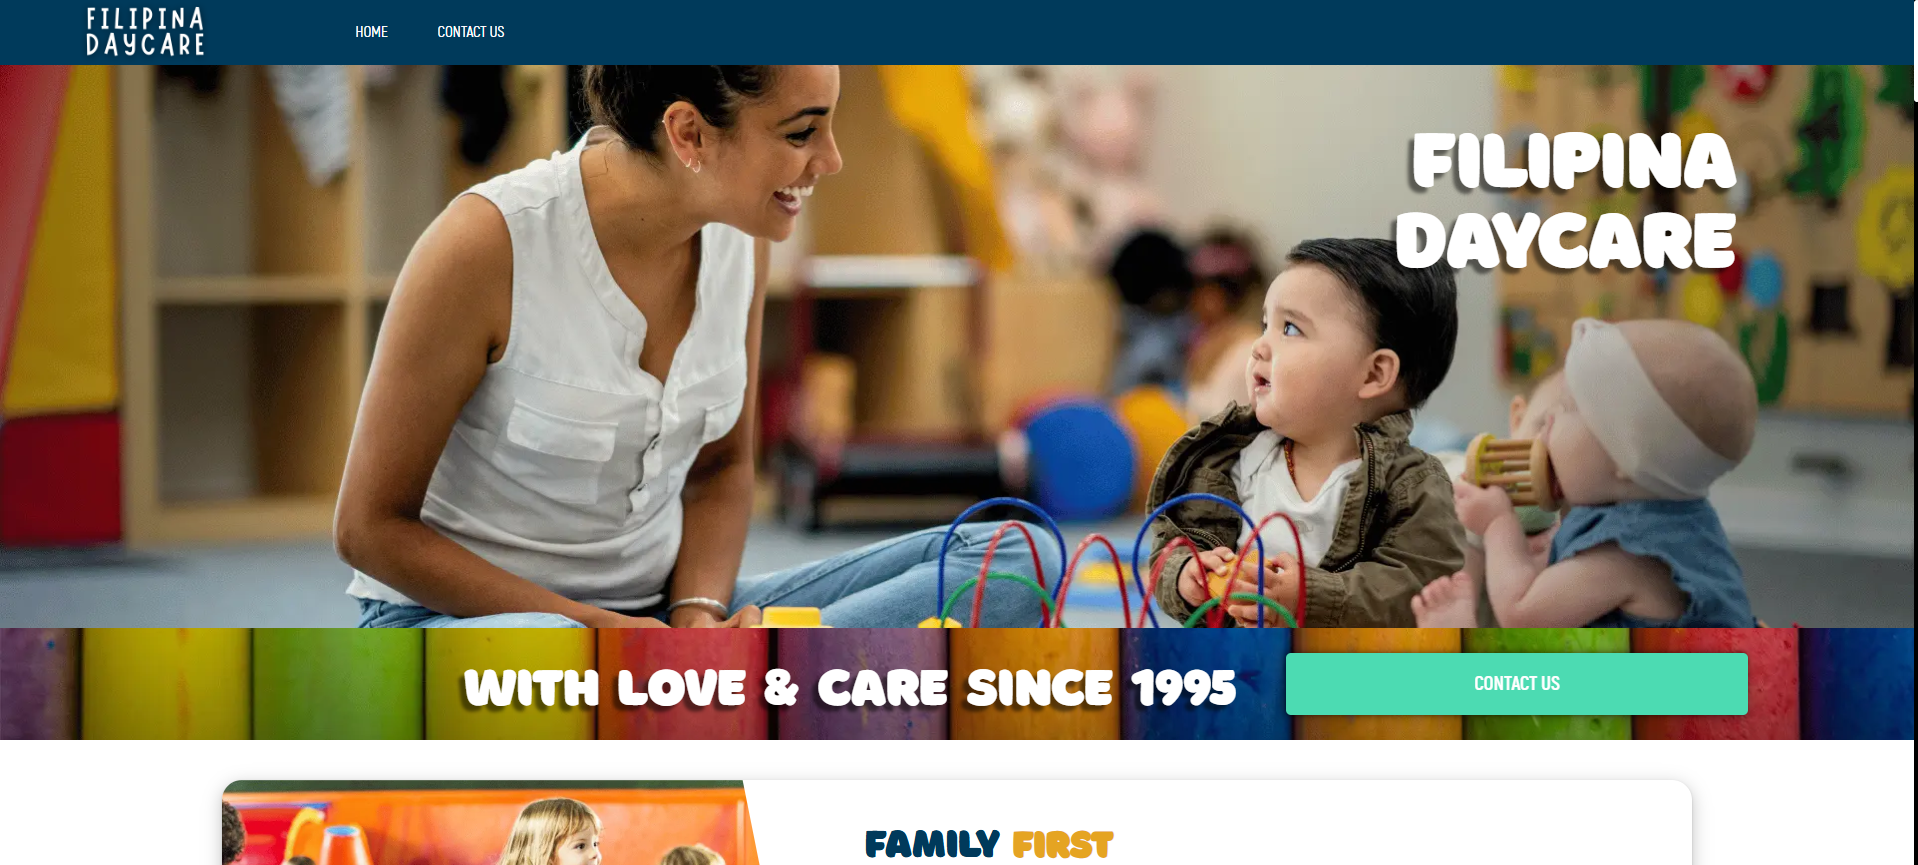 FILIPINA
DAYCARE
HOME
CONTACT US
FILIPINA
DAYCARE
WITH LOVE & CARE SINCE 1995
CONTACT US
FAMILY FIRST